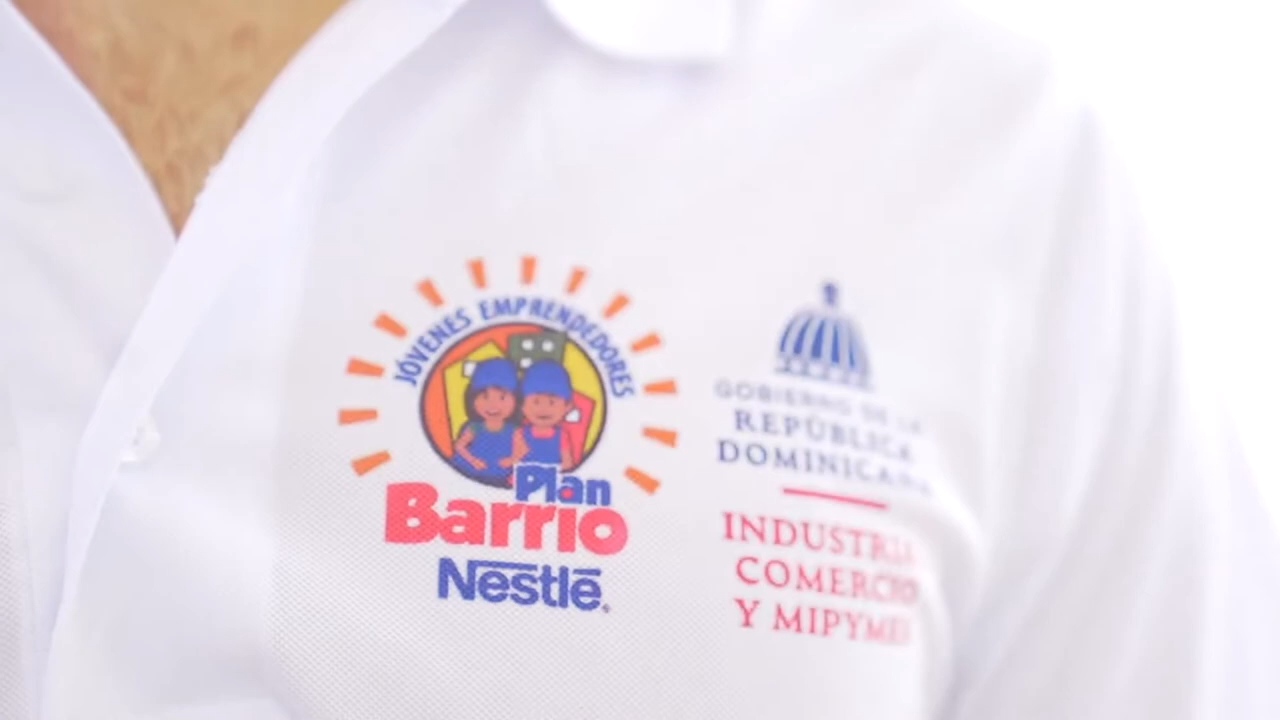 JÓVENES EMPRENDEDORES
Plan
Barrio
Nestlé.
GOBIERNO DE LA
REPÚBLICA
DOMINICANA
INDUSTRIA
COMERCIO
Y MIPYMES